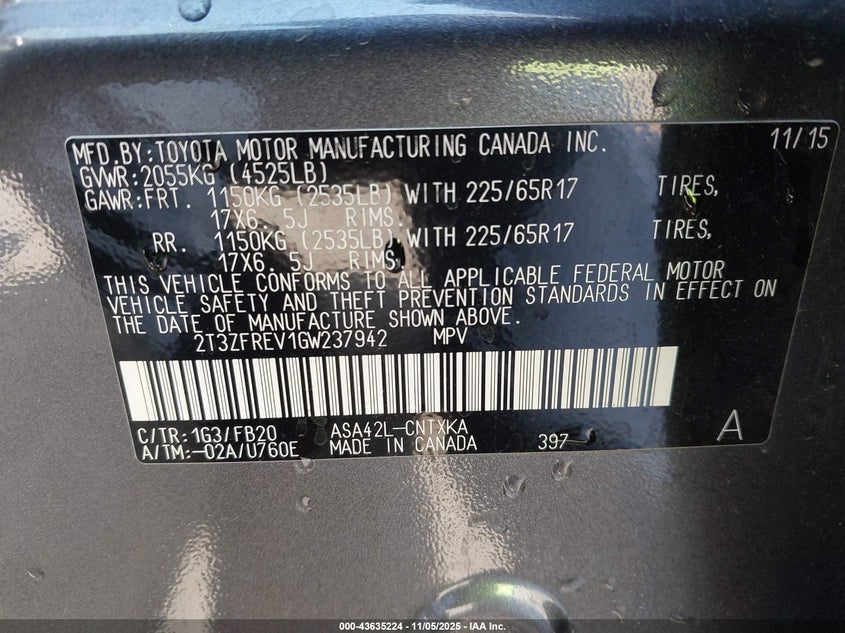 MFD.BY:TOYOTA MOTOR MANUFACTURING CANADA INC. 11/15
GVWR:2055KG (4525LB)
GAWR:FRT. 1150KG (2535LB) WITH 225/65R17 TIRES,
17X6.5J RIMS.
RR. 1150KG (2535LB) WITH 225/65R17 TIRES,
17X6.5J RIMS.
THIS VEHICLE CONFORMS TO ALL APPLICABLE FEDERAL MOTOR
VEHICLE SAFETY AND THEFT PREVENTION STANDARDS IN EFFECT ON
THE DATE OF MANUFACTURE SHOWN ABOVE.
2T3ZFREV1GW237942 MPV
C/TR:1G3/FB20 ASA42L-CNTXKA
A/TM:-02A/U760E MADE IN CANADA 397 A
000-43635224 - 11/05/2025 - IAA Inc.